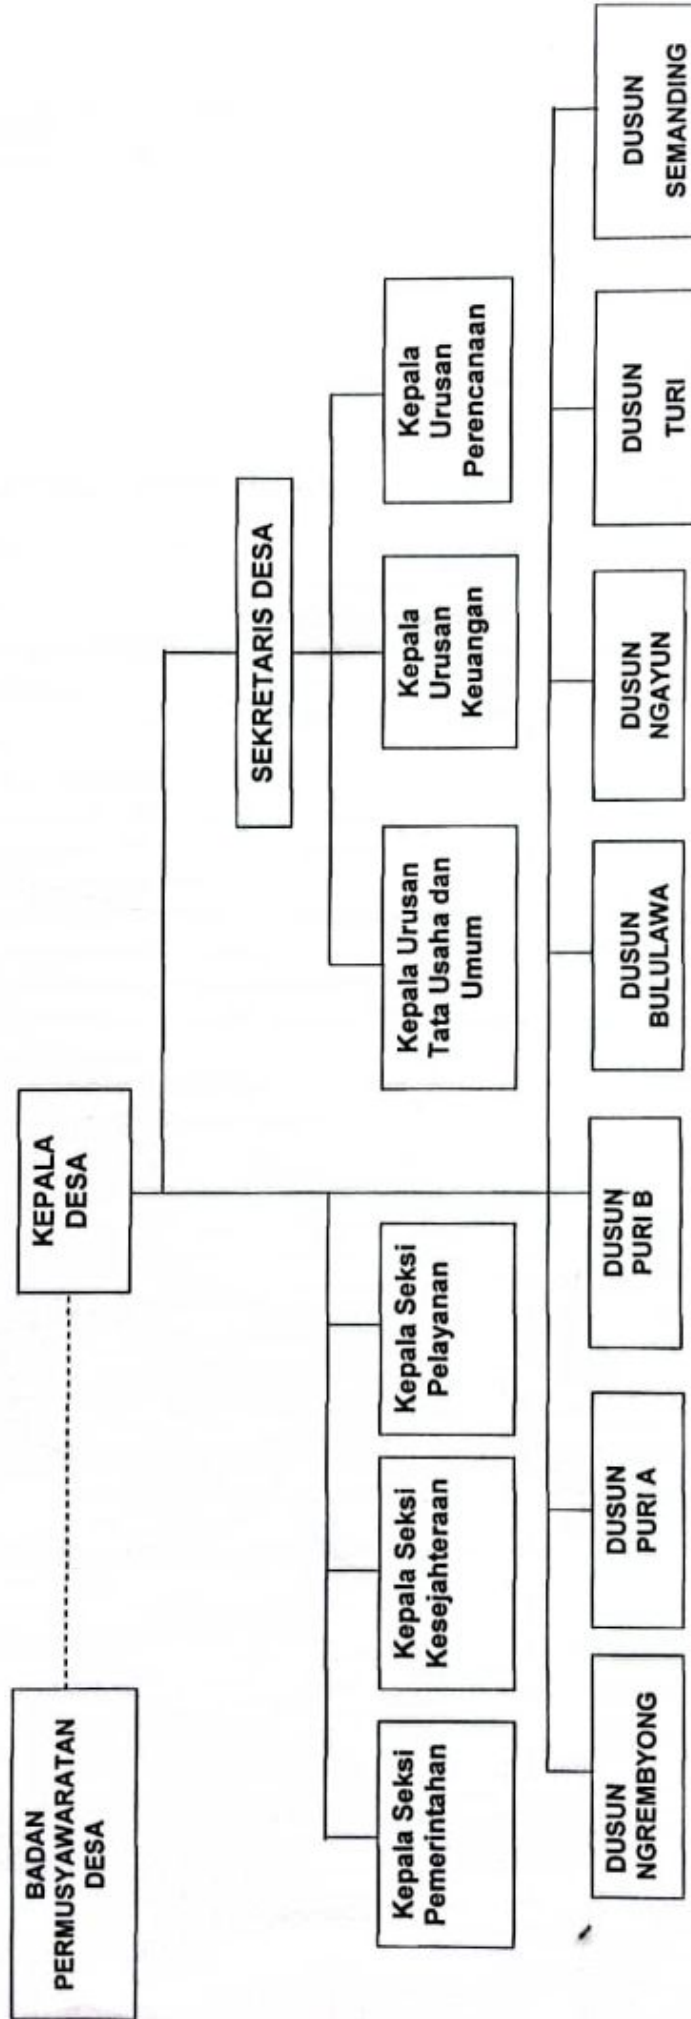 BADAN
PERMUSYAWARATAN
DESA
KEPALA
DESA
SEKRETARIS DESA
Kepala Seksi
Pemerintahan
Kepala Seksi
Kesejahteraan
Kepala Seksi
Pelayanan
Kepala Urusan
Tata Usaha dan
Umum
Kepala
Urusan
Keuangan
Kepala
Urusan
Perencanaan
DUSUN
NGREMBYONG
DUSUN
PURI A
DUSUN
PURI B
DUSUN
BULULAWA
DUSUN
NGAYUN
DUSUN
TURI
DUSUN
SEMANDING